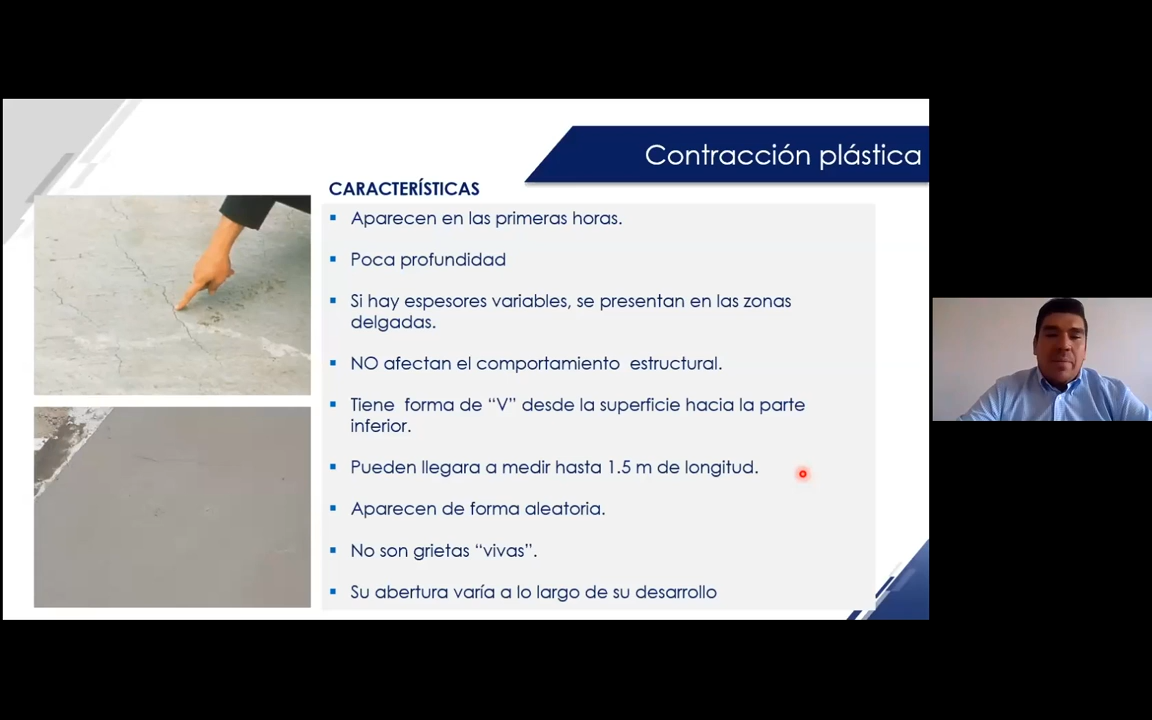 Contracción plástica
CARACTERÍSTICAS
Aparecen en las primeras horas.
Poca profundidad
Si hay espesores variables, se presentan en las zonas
delgadas.
NO afectan el comportamiento estructural.
Tiene forma de “V” desde la superficie hacia la parte
inferior.
Pueden llegara a medir hasta 1.5 m de longitud.
Aparecen de forma aleatoria.
No son grietas “vivas”.
Su abertura varía a lo largo de su desarrollo